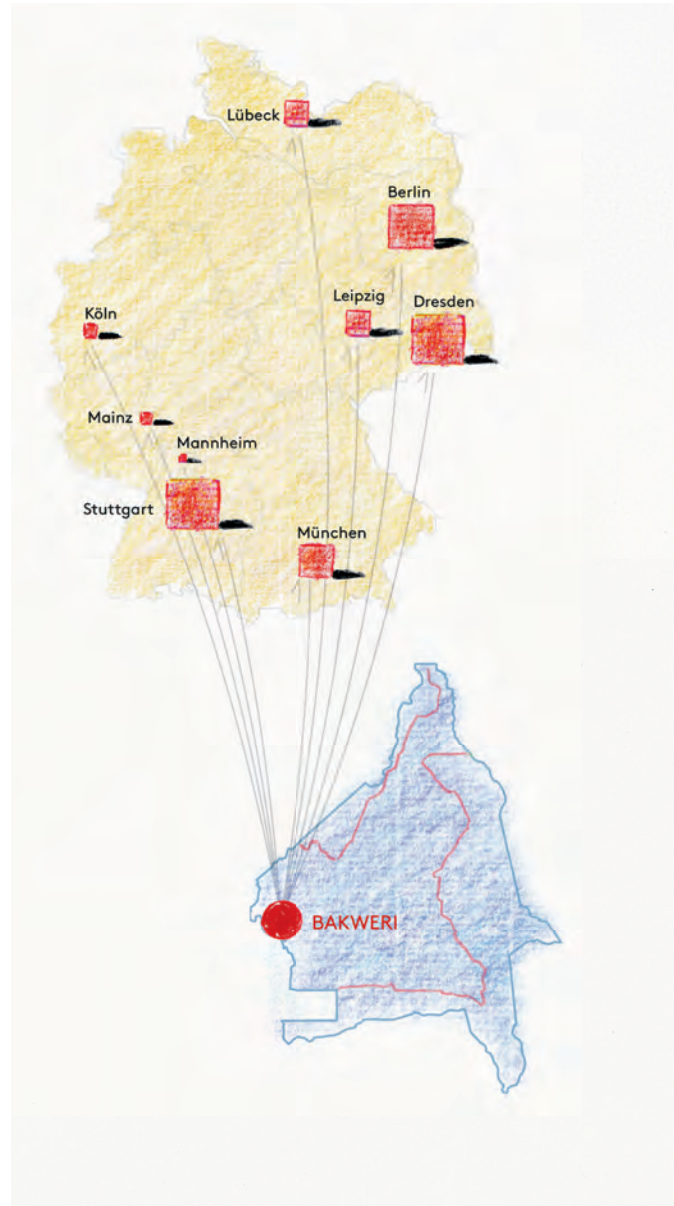 Lübeck
Berlin
Leipzig
Dresden
Köln
Mainz
Mannheim
Stuttgart
München
BAKWERI